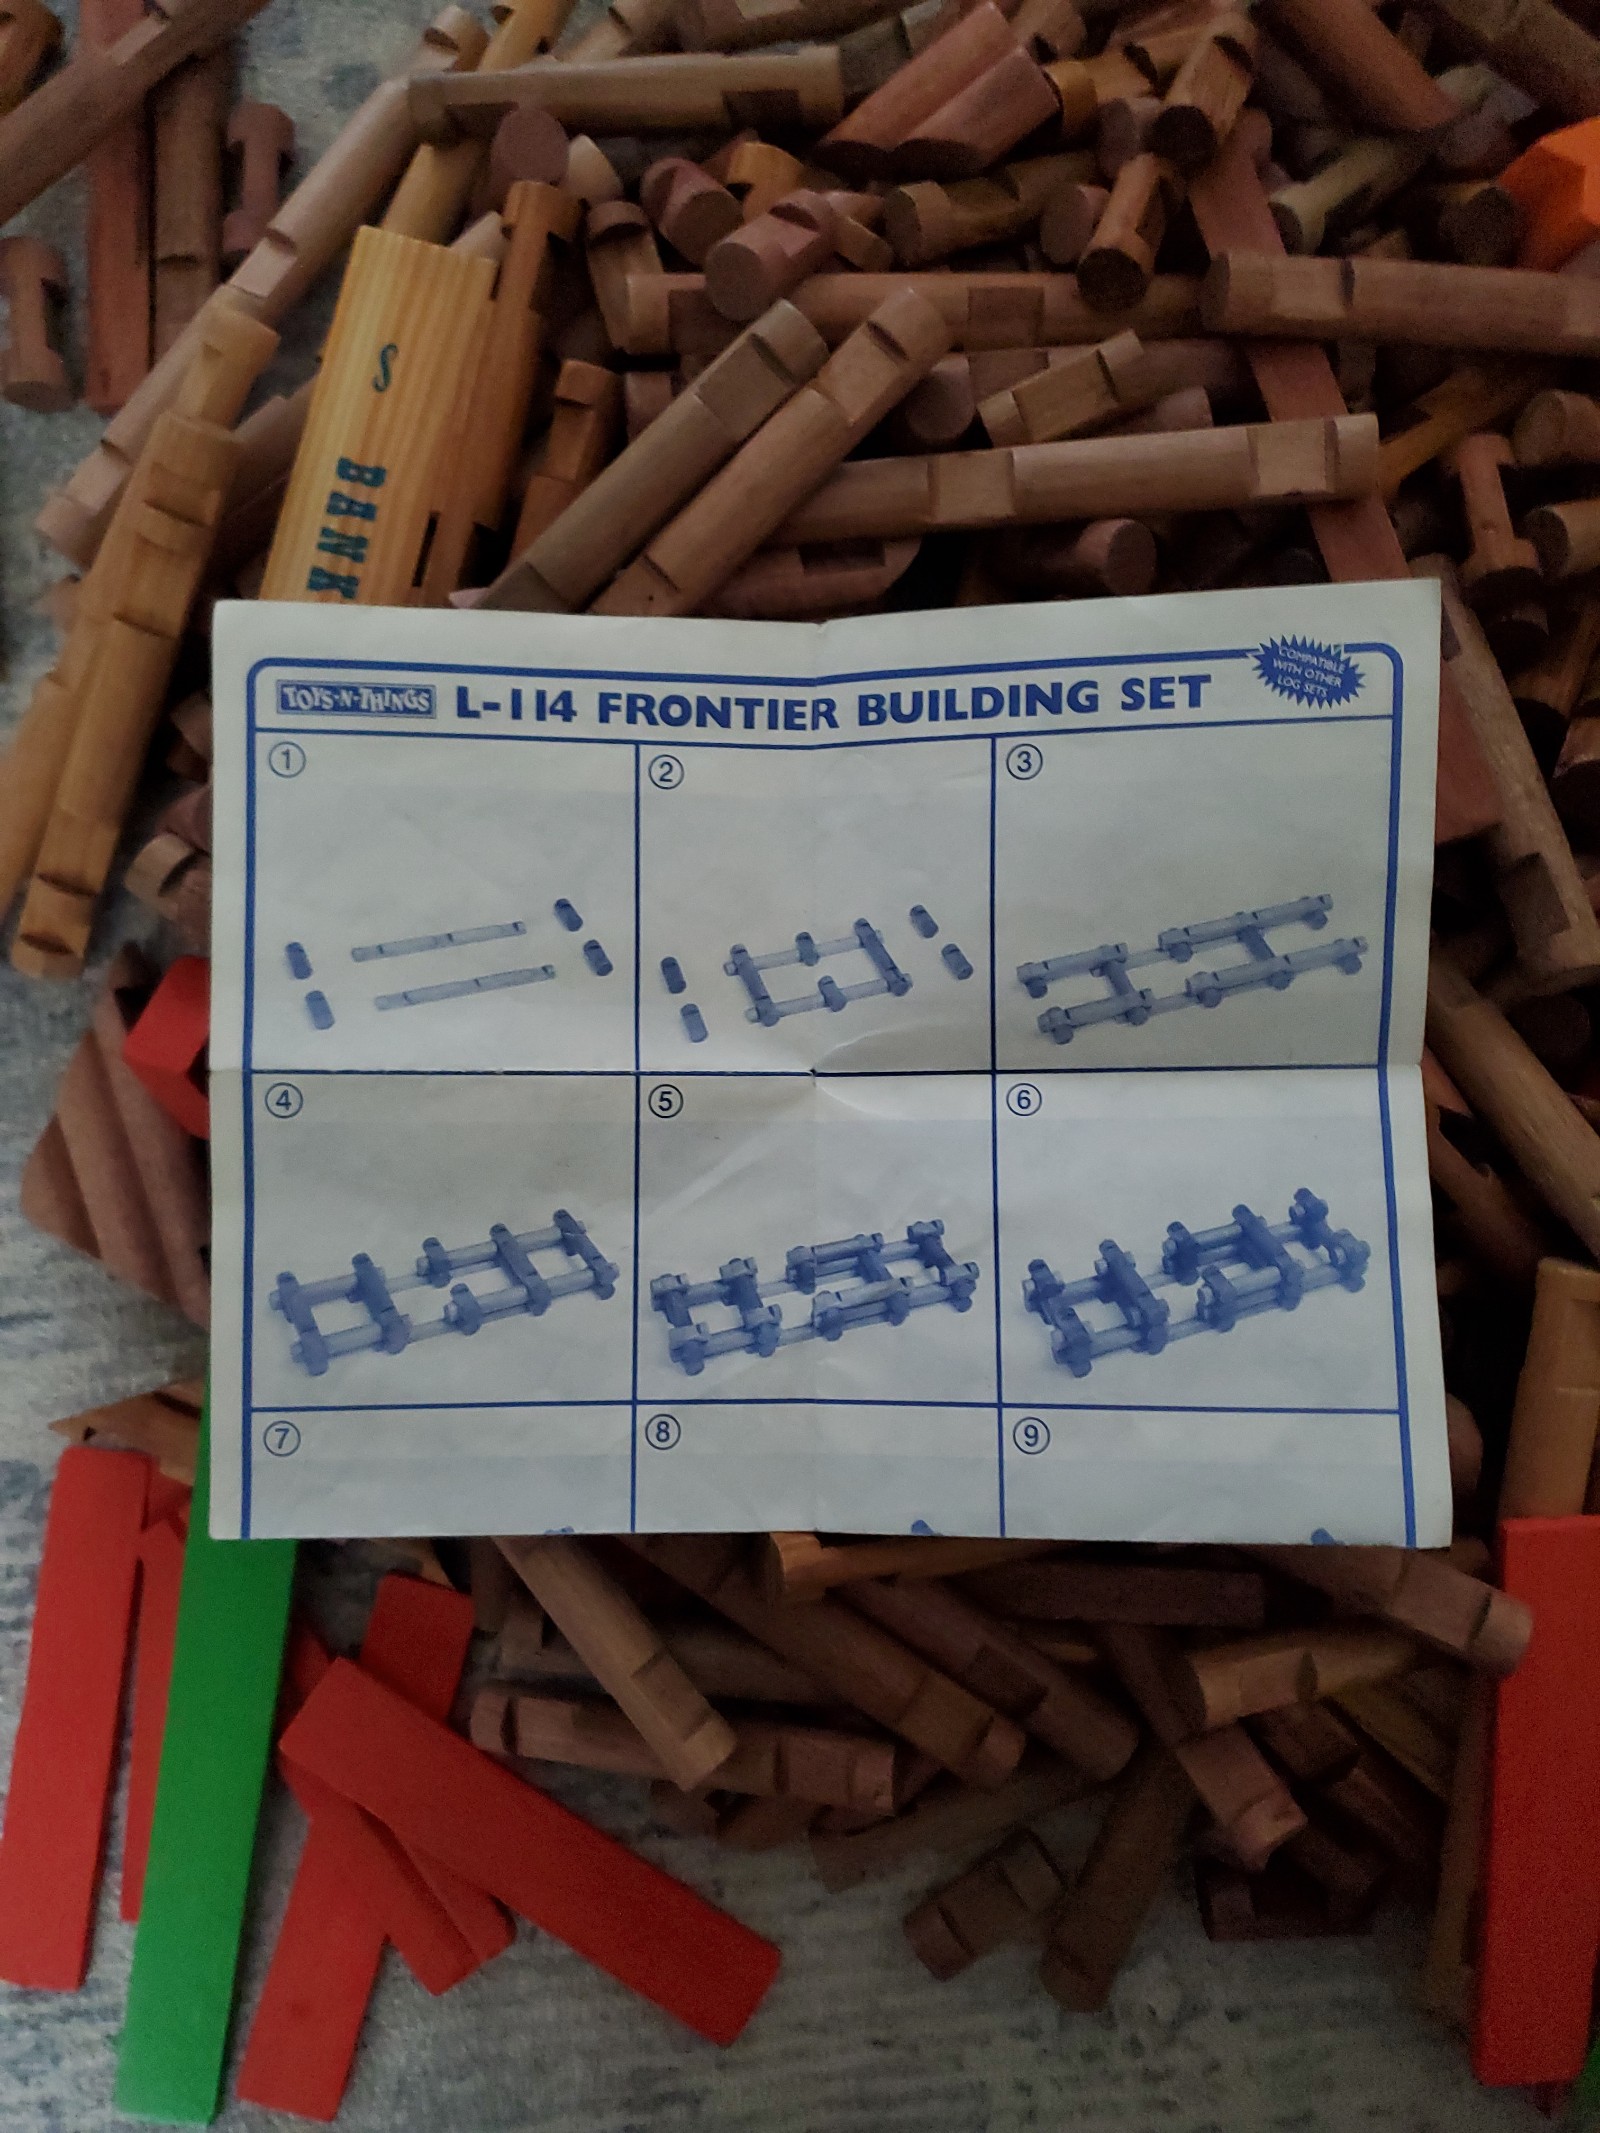 S BANK
TOYS-N-THINGS L-114 FRONTIER BUILDING SET
COMPATIBLE
WITH OTHER
LOG SETS
1 2 3
4 5 6
7 8 9